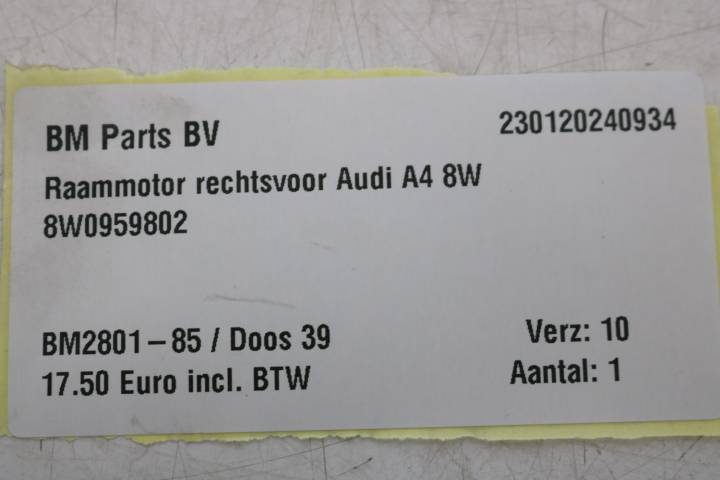 BM Parts BV 230120240934
Raammotor rechtsvoor Audi A4 8W
8W0959802
BM2801-85 / Doos 39 Verz: 10
17.50 Euro incl. BTW Aantal: 1